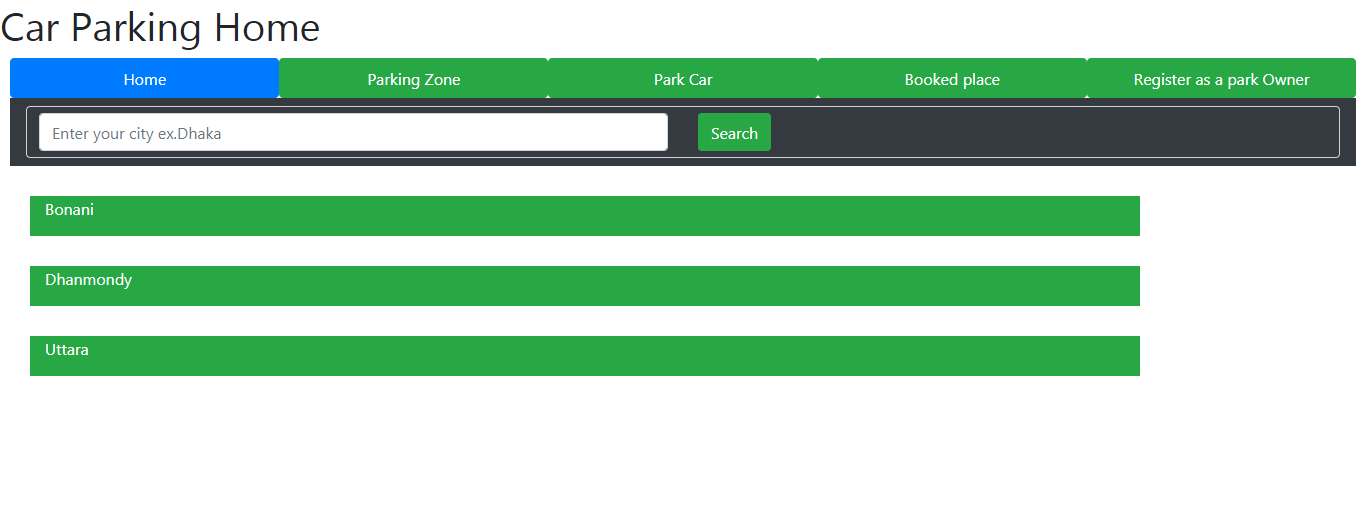 Car Parking Home
Home Parking Zone Park Car Booked place Register as a park Owner
Enter your city ex.Dhaka Search
Bonani
Dhanmondy
Uttara